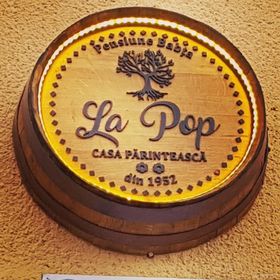 Pensiune Babța
La Pop
CASA PĂRINTEASCĂ
din 1952